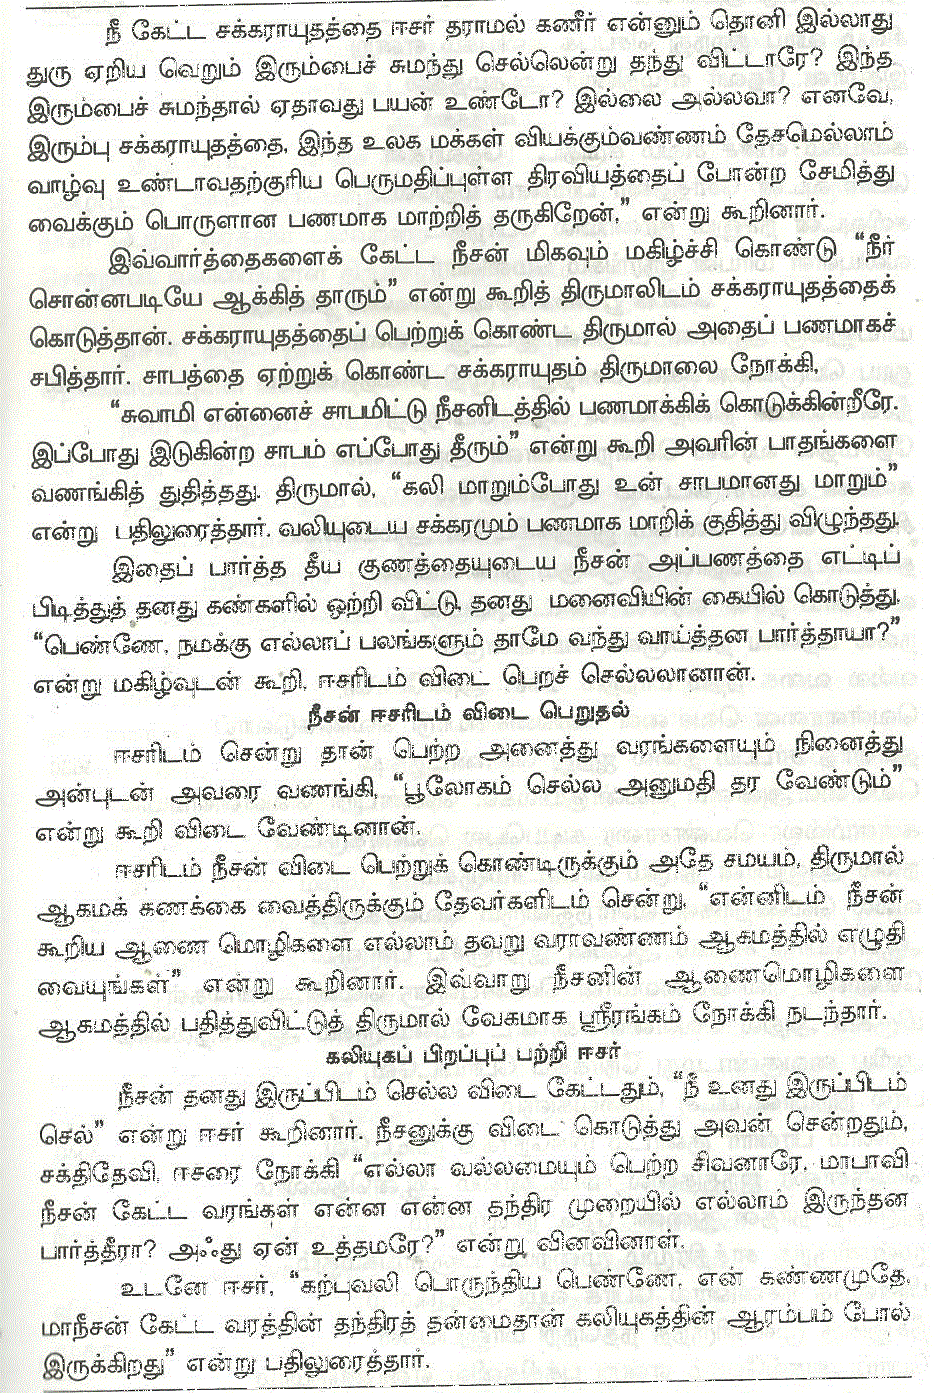 நீ கேட்ட சக்கராயுதத்தை ஈசர் தராமல் கணீர் என்னும் தொனி இல்லாது
துரு ஏறிய வெறும் இரும்பைச் சுமந்து செல்லென்று தந்து விட்டாரே? இந்த
இரும்பைச் சுமந்தால் ஏதாவது பயன் உண்டோ? இல்லை அல்லவா? எனவே,
இரும்பு சக்கராயுதத்தை, இந்த உலக மக்கள் வியக்கும்வண்ணம் தேசமெல்லாம்
வாழ்வு உண்டாவதற்குரிய பெருமதிப்புள்ள திரவியத்தைப் போன்ற சேமித்து
வைக்கும் பொருளான பணமாக மாற்றித் தருகிறேன்,” என்று கூறினார்.
இவ்வார்த்தைகளைக் கேட்ட நீசன் மிகவும் மகிழ்ச்சி கொண்டு “நீர்
சொன்னபடியே ஆக்கித் தாரும்” என்று கூறித் திருமாலிடம் சக்கராயுதத்தைக்
கொடுத்தான். சக்கராயுதத்தைப் பெற்றுக் கொண்ட திருமால் அதைப் பணமாகச்
சபித்தார். சாபத்தை ஏற்றுக் கொண்ட சக்கராயுதம் திருமாலை நோக்கி,
“சுவாமி என்னைச் சாபமிட்டு நீசனிடத்தில் பணமாக்கிக் கொடுக்கின்றீரே.
இப்போது இடுகின்ற சாபம் எப்போது தீரும்” என்று கூறி அவரின் பாதங்களை
வணங்கித் துதித்தது. திருமால், “கலி மாறும்போது உன் சாபமானது மாறும்”
என்று பதிலுரைத்தார். வலியுடைய சக்கரமும் பணமாக மாறிக் குதித்து விழுந்தது.
இதைப் பார்த்த தீய குணத்தையுடைய நீசன் அப்பணத்தை எட்டிப்
பிடித்துத் தனது கண்களில் ஒற்றி விட்டு, தனது மனைவியின் கையில் கொடுத்து,
“பெண்ணே, நமக்கு எல்லாப் பலங்களும் தாமே வந்து வாய்த்தன பார்த்தாயா?”
என்று மகிழ்வுடன் கூறி, ஈசரிடம் விடை பெறச் செல்லலானான்.
நீசன் ஈசரிடம் விடை பெறுதல்
ஈசரிடம் சென்று தான் பெற்ற அனைத்து வரங்களையும் நினைத்து
அன்புடன் அவரை வணங்கி, “பூலோகம் செல்ல அனுமதி தர வேண்டும்”
என்று கூறி விடை வேண்டினான்.
ஈசரிடம் நீசன் விடை பெற்றுக் கொண்டிருக்கும் அதே சமயம், திருமால்
ஆகமக் கணக்கை வைத்திருக்கும் தேவர்களிடம் சென்று, “என்னிடம் நீசன்
கூறிய ஆணை மொழிகளை எல்லாம் தவறு வராவண்ணம் ஆகமத்தில் எழுதி
வையுங்கள்” என்று கூறினார். இவ்வாறு நீசனின் ஆணைமொழிகளை
ஆகமத்தில் பதித்துவிட்டுத் திருமால் வேகமாக ஸ்ரீரங்கம் நோக்கி நடந்தார்.
கலியுகப் பிறப்புப் பற்றி ஈசர்
நீசன் தனது இருப்பிடம் செல்ல விடை கேட்டதும், “நீ உனது இருப்பிடம்
செல்” என்று ஈசர் கூறினார். நீசனுக்கு விடை கொடுத்து அவன் சென்றதும்,
சக்திதேவி, ஈசரை நோக்கி “எல்லா வல்லமையும் பெற்ற சிவனாரே, மாபாவி
நீசன் கேட்ட வரங்கள் என்ன என்ன தந்திர முறையில் எல்லாம் இருந்தன
பார்த்தீரா? அஃது ஏன் உத்தமரே?” என்று வினவினாள்.
உடனே ஈசர், “கற்புவலி பொருந்திய பெண்ணே, என் கண்ணமுதே,
மாநீசன் கேட்ட வரத்தின் தந்திரத் தன்மைதான் கலியுகத்தின் ஆரம்பம் போல்
இருக்கிறது” என்று பதிலுரைத்தார்.